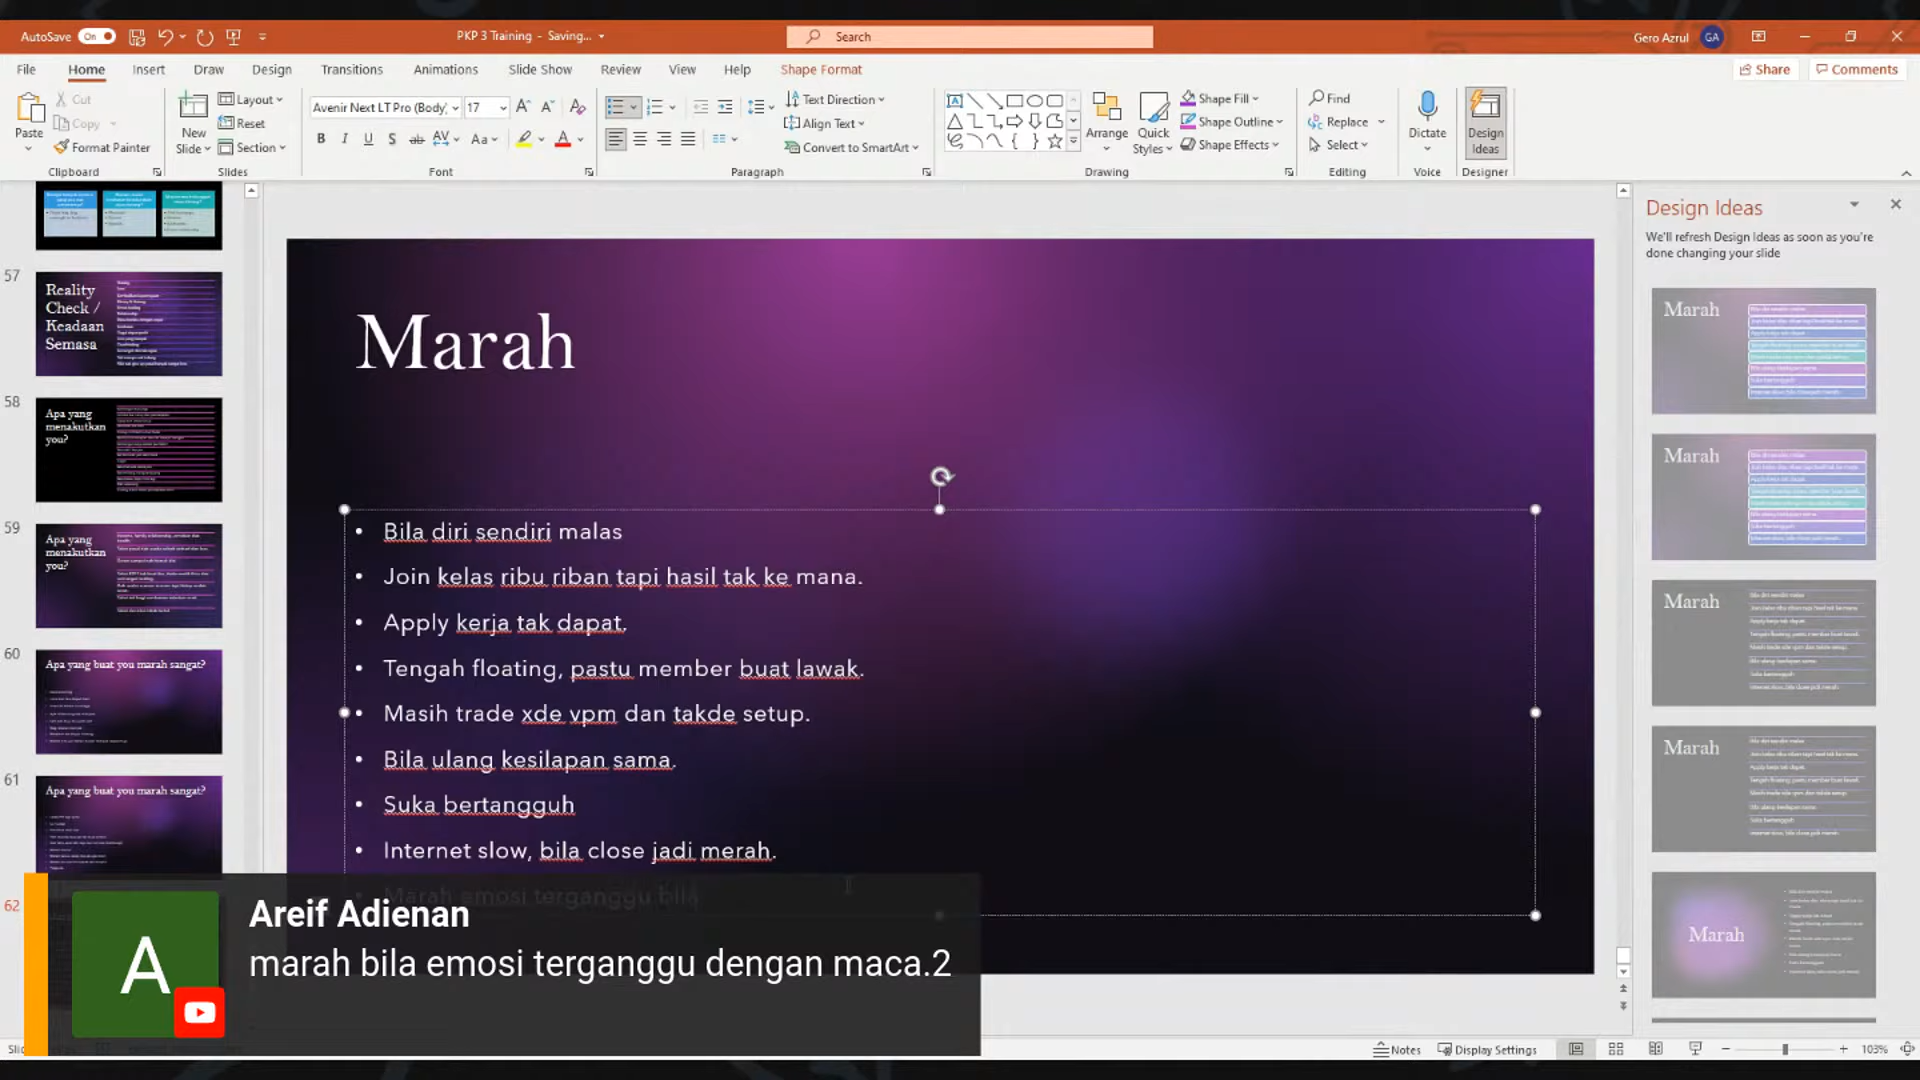 AutoSave On
PKP 3 Training - Saving...
Search
Gero Azrul GA
File Home Insert Draw Design Transitions Animations Slide Show Review View Help Shape Format
Share Comments
Paste
Cut
Copy
Format Painter
Clipboard
New Slide
Layout
Reset
Section
Slides
Avenir Next LT Pro (Body) 17
Font
Text Direction
Align Text
Convert to SmartArt
Paragraph
Arrange
Quick Styles
Shape Fill
Shape Outline
Shape Effects
Drawing
Find
Replace
Select
Editing
Dictate
Voice
Design Ideas
Designer
57
Reality
Check /
Keadaan
Semasa
58
Apa yang
menakutkan
you?
59
Apa yang
menakutkan
you?
60
Apa yang buat you marah sangat?
61
Apa yang buat you marah sangat?
62
Marah
• Bila diri sendiri malas
• Join kelas ribu riban tapi hasil tak ke mana.
• Apply kerja tak dapat.
• Tengah floating, pastu member buat lawak.
• Masih trade xde vpm dan takde setup.
• Bila ulang kesilapan sama.
• Suka bertangguh
• Internet slow, bila close jadi merah.
• Marah emosi terganggu bila
Design Ideas
We'll refresh Design Ideas as soon as you're
done changing your slide
Marah
Marah
Marah
Marah
Marah
A
Areif Adienan
marah bila emosi terganggu dengan maca.2
Notes Display Settings 103%